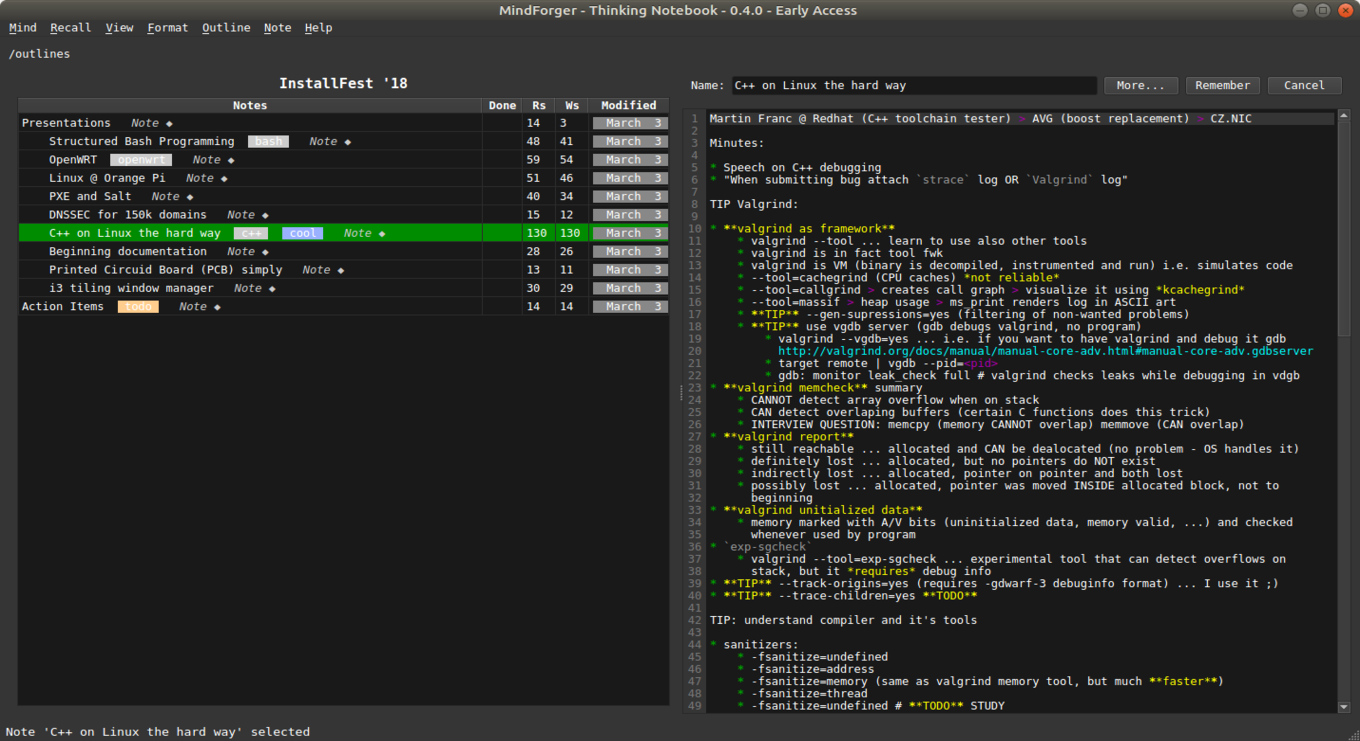 MindForger - Thinking Notebook - 0.4.0 - Early Access
Mind Recall View Format Outline Note Help
/outlines
InstallFest '18
Notes Done Rs Ws Modified
Presentations Note ◆ 14 3 March 3
Structured Bash Programming bash Note ◆ 48 41 March 3
OpenWRT openwrt Note ◆ 59 54 March 3
Linux @ Orange Pi Note ◆ 51 46 March 3
PXE and Salt Note ◆ 40 34 March 3
DNSSEC for 150k domains Note ◆ 15 12 March 3
C++ on Linux the hard way c++ cool Note ◆ 130 130 March 3
Beginning documentation Note ◆ 28 26 March 3
Printed Circuid Board (PCB) simply Note ◆ 13 11 March 3
i3 tiling window manager Note ◆ 30 29 March 3
Action Items todo Note ◆ 14 14 March 3
Name: C++ on Linux the hard way More... Remember Cancel
1 Martin Franc @ Redhat (C++ toolchain tester) > AVG (boost replacement) > CZ.NIC
2
3 Minutes:
4
5 * Speech on C++ debugging
6 * "When submitting bug attach `strace` log OR `Valgrind` log"
7
8 TIP Valgrind:
9
10 * **valgrind as framework**
11 * valgrind --tool ... learn to use also other tools
12 * valgrind is in fact tool fwk
13 * valgrind is VM (binary is decompiled, instrumented and run) i.e. simulates code
14 * --tool=cachegrind (CPU caches) *not reliable*
15 * --tool=callgrind > creates call graph > visualize it using *kcachegrind*
16 * --tool=massif > heap usage > ms_print renders log in ASCII art
17 * **TIP** --gen-supressions=yes (filtering of non-wanted problems)
18 * **TIP** use vgdb server (gdb debugs valgrind, no program)
19 * valgrind --vgdb=yes ... i.e. if you want to have valgrind and debug it gdb
20 http://valgrind.org/docs/manual/manual-core-adv.html#manual-core-adv.gdbserver
21 * target remote | vgdb --pid=<pid>
22 * gdb: monitor leak_check full # valgrind checks leaks while debugging in vgdb
23 * **valgrind memcheck** summary
24 * CANNOT detect array overflow when on stack
25 * CAN detect overlaping buffers (certain C functions does this trick)
26 * INTERVIEW QUESTION: memcpy (memory CANNOT overlap) memmove (CAN overlap)
27 * **valgrind report**
28 * still reachable ... allocated and CAN be dealocated (no problem - OS handles it)
29 * definitely lost ... allocated, but no pointers do NOT exist
30 * indirectly lost ... allocated, pointer on pointer and both lost
31 * possibly lost ... allocated, pointer was moved INSIDE allocated block, not to
32 beginning
33 * **valgrind unitialized data**
34 * memory marked with A/V bits (uninitialized data, memory valid, ...) and checked
35 whenever used by program
36 * `exp-sgcheck`
37 * valgrind --tool=exp-sgcheck ... experimental tool that can detect overflows on
38 stack, but it *requires* debug info
39 * **TIP** --track-origins=yes (requires -gdwarf-3 debuginfo format) ... I use it ;)
40 * **TIP** --trace-children=yes **TODO**
41
42 TIP: understand compiler and it's tools
43
44 * sanitizers:
45 * -fsanitize=undefined
46 * -fsanitize=address
47 * -fsanitize=memory (same as valgrind memory tool, but much **faster**)
48 * -fsanitize=thread
49 * -fsanitize=undefined # **TODO** STUDY
Note 'C++ on Linux the hard way' selected